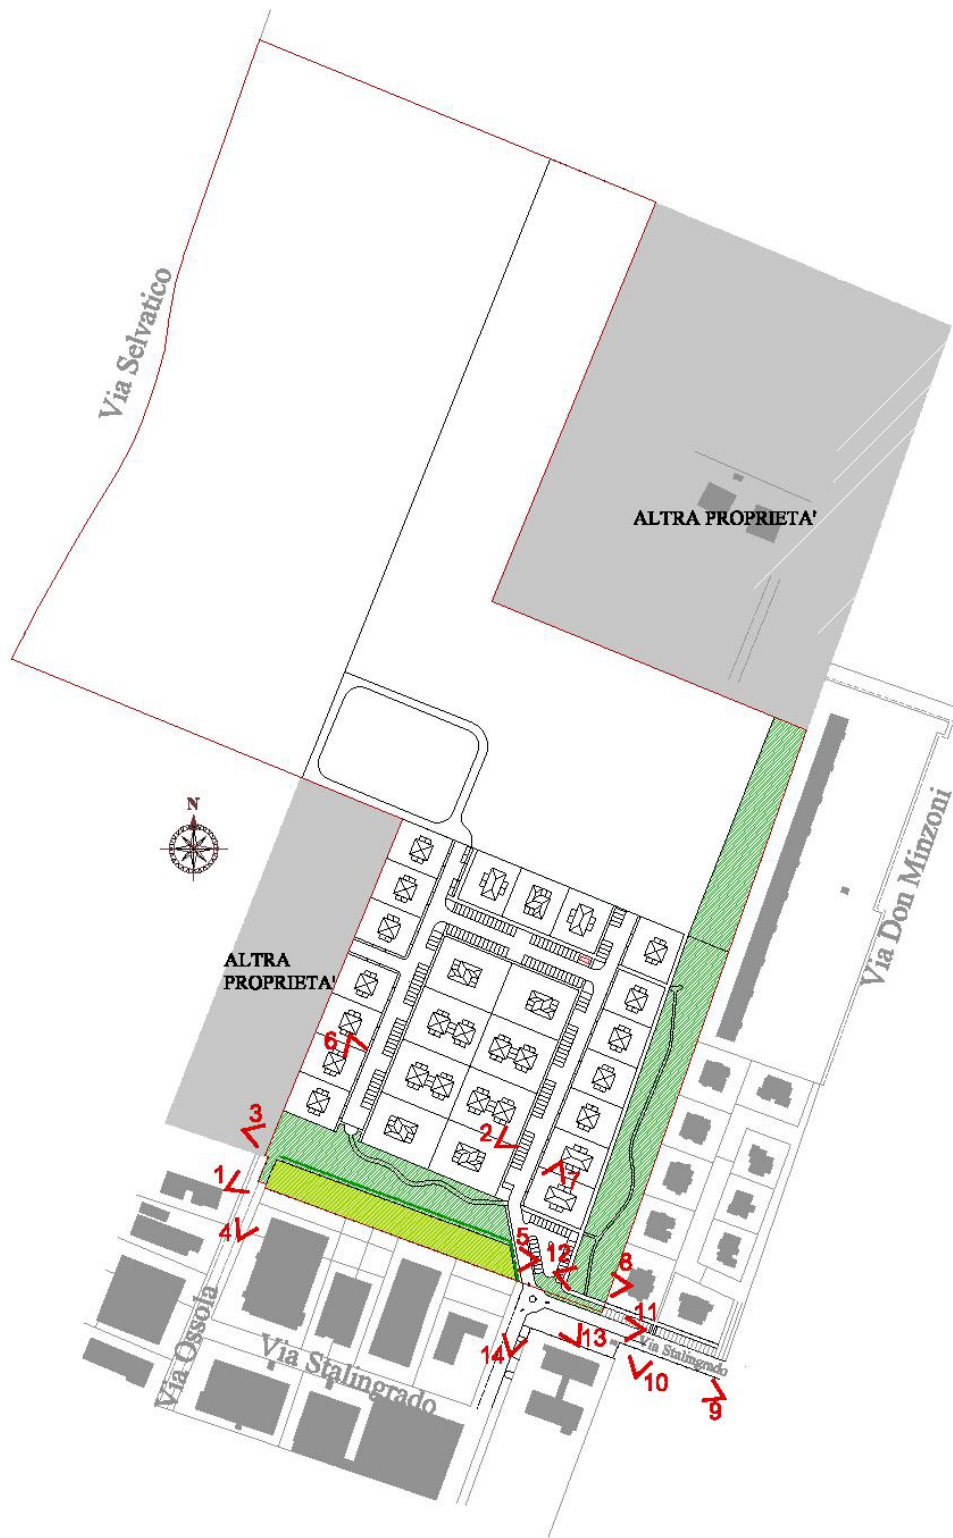 Via Selvatico
ALTRA PROPRIETA'
N
Via Don Minzoni
ALTRA
PROPRIETA'
6
3
2
7
1
4
5
12
8
11
13
Via Stalingrado
14
10
9
Via Ossola
Via Stalingrado